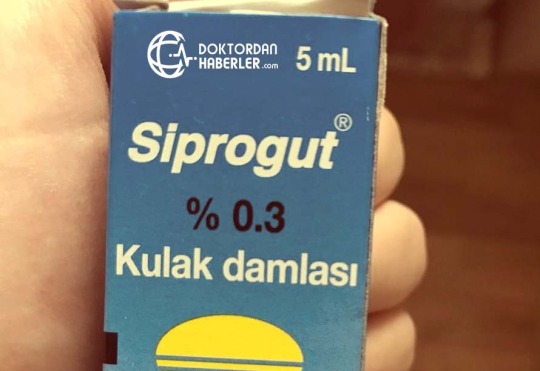 DOKTORDAN
HABERLER.com
5 mL
Siprogut®
% 0.3
Kulak damlası